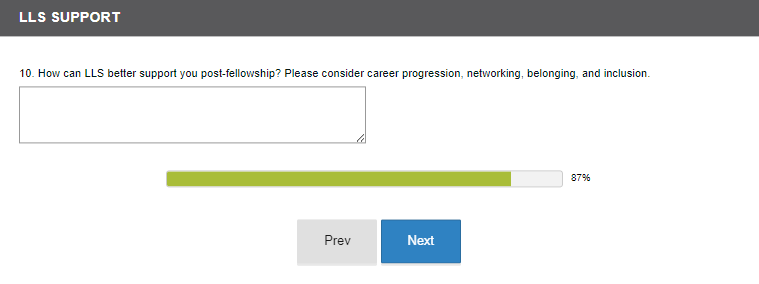 LLS SUPPORT
10. How can LLS better support you post-fellowship? Please consider career progression, networking, belonging, and inclusion.
87%
Prev
Next